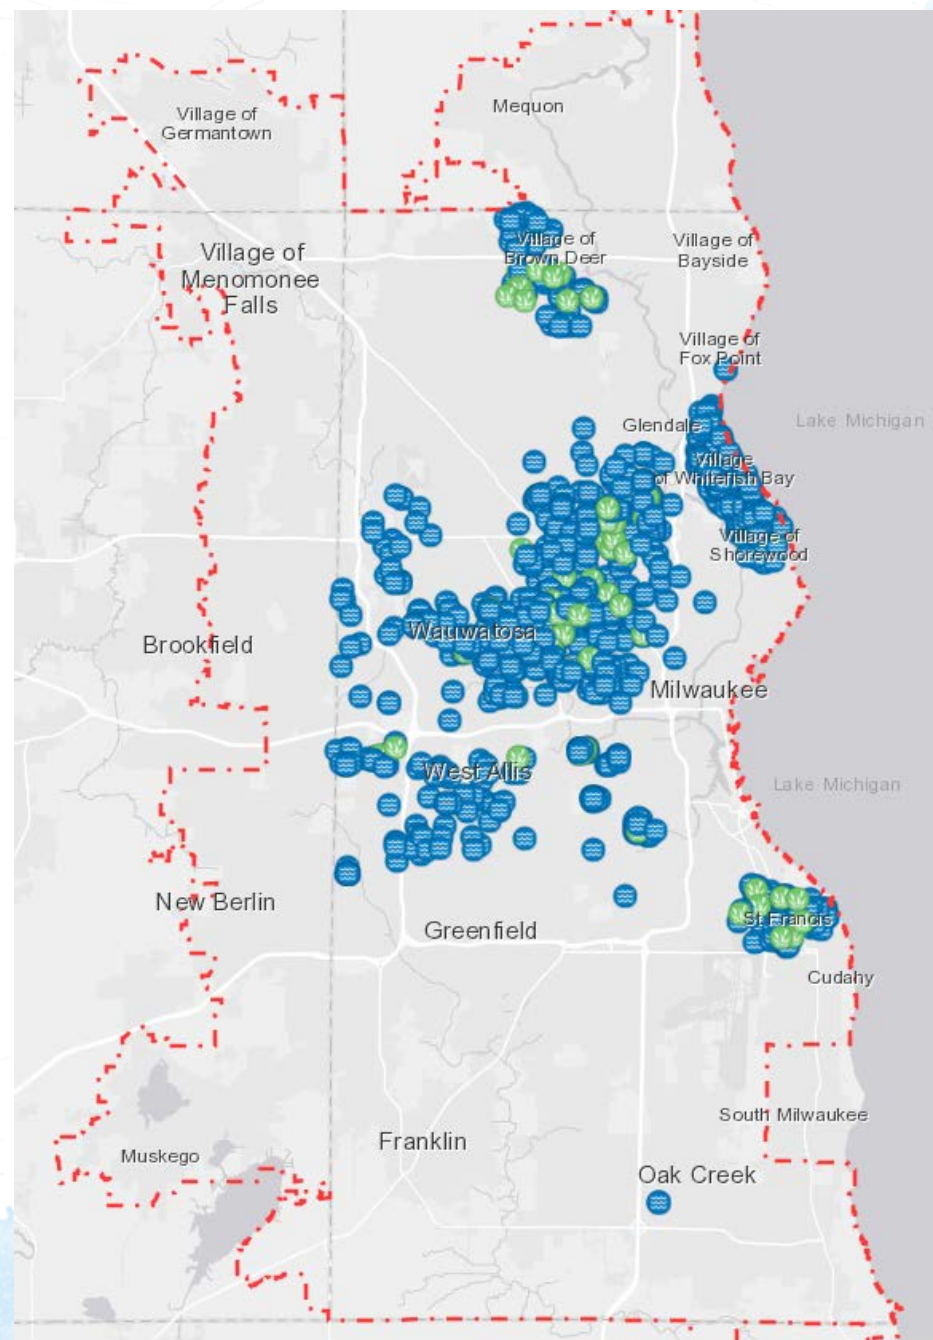 Mequon
Village of
Germantown
Village of
Brown Deer
Village of
Bayside
Village of
Menomonee
Falls
Village of
Fox Point
Lake Michigan
Glendale
Village
of Whitefish Bay
Village of
Shorewood
Wauwatosa
Brookfield
Milwaukee
West Allis
Lake Michigan
New Berlin
St Francis
Greenfield
Cudahy
South Milwaukee
Franklin
Muskego
Oak Creek